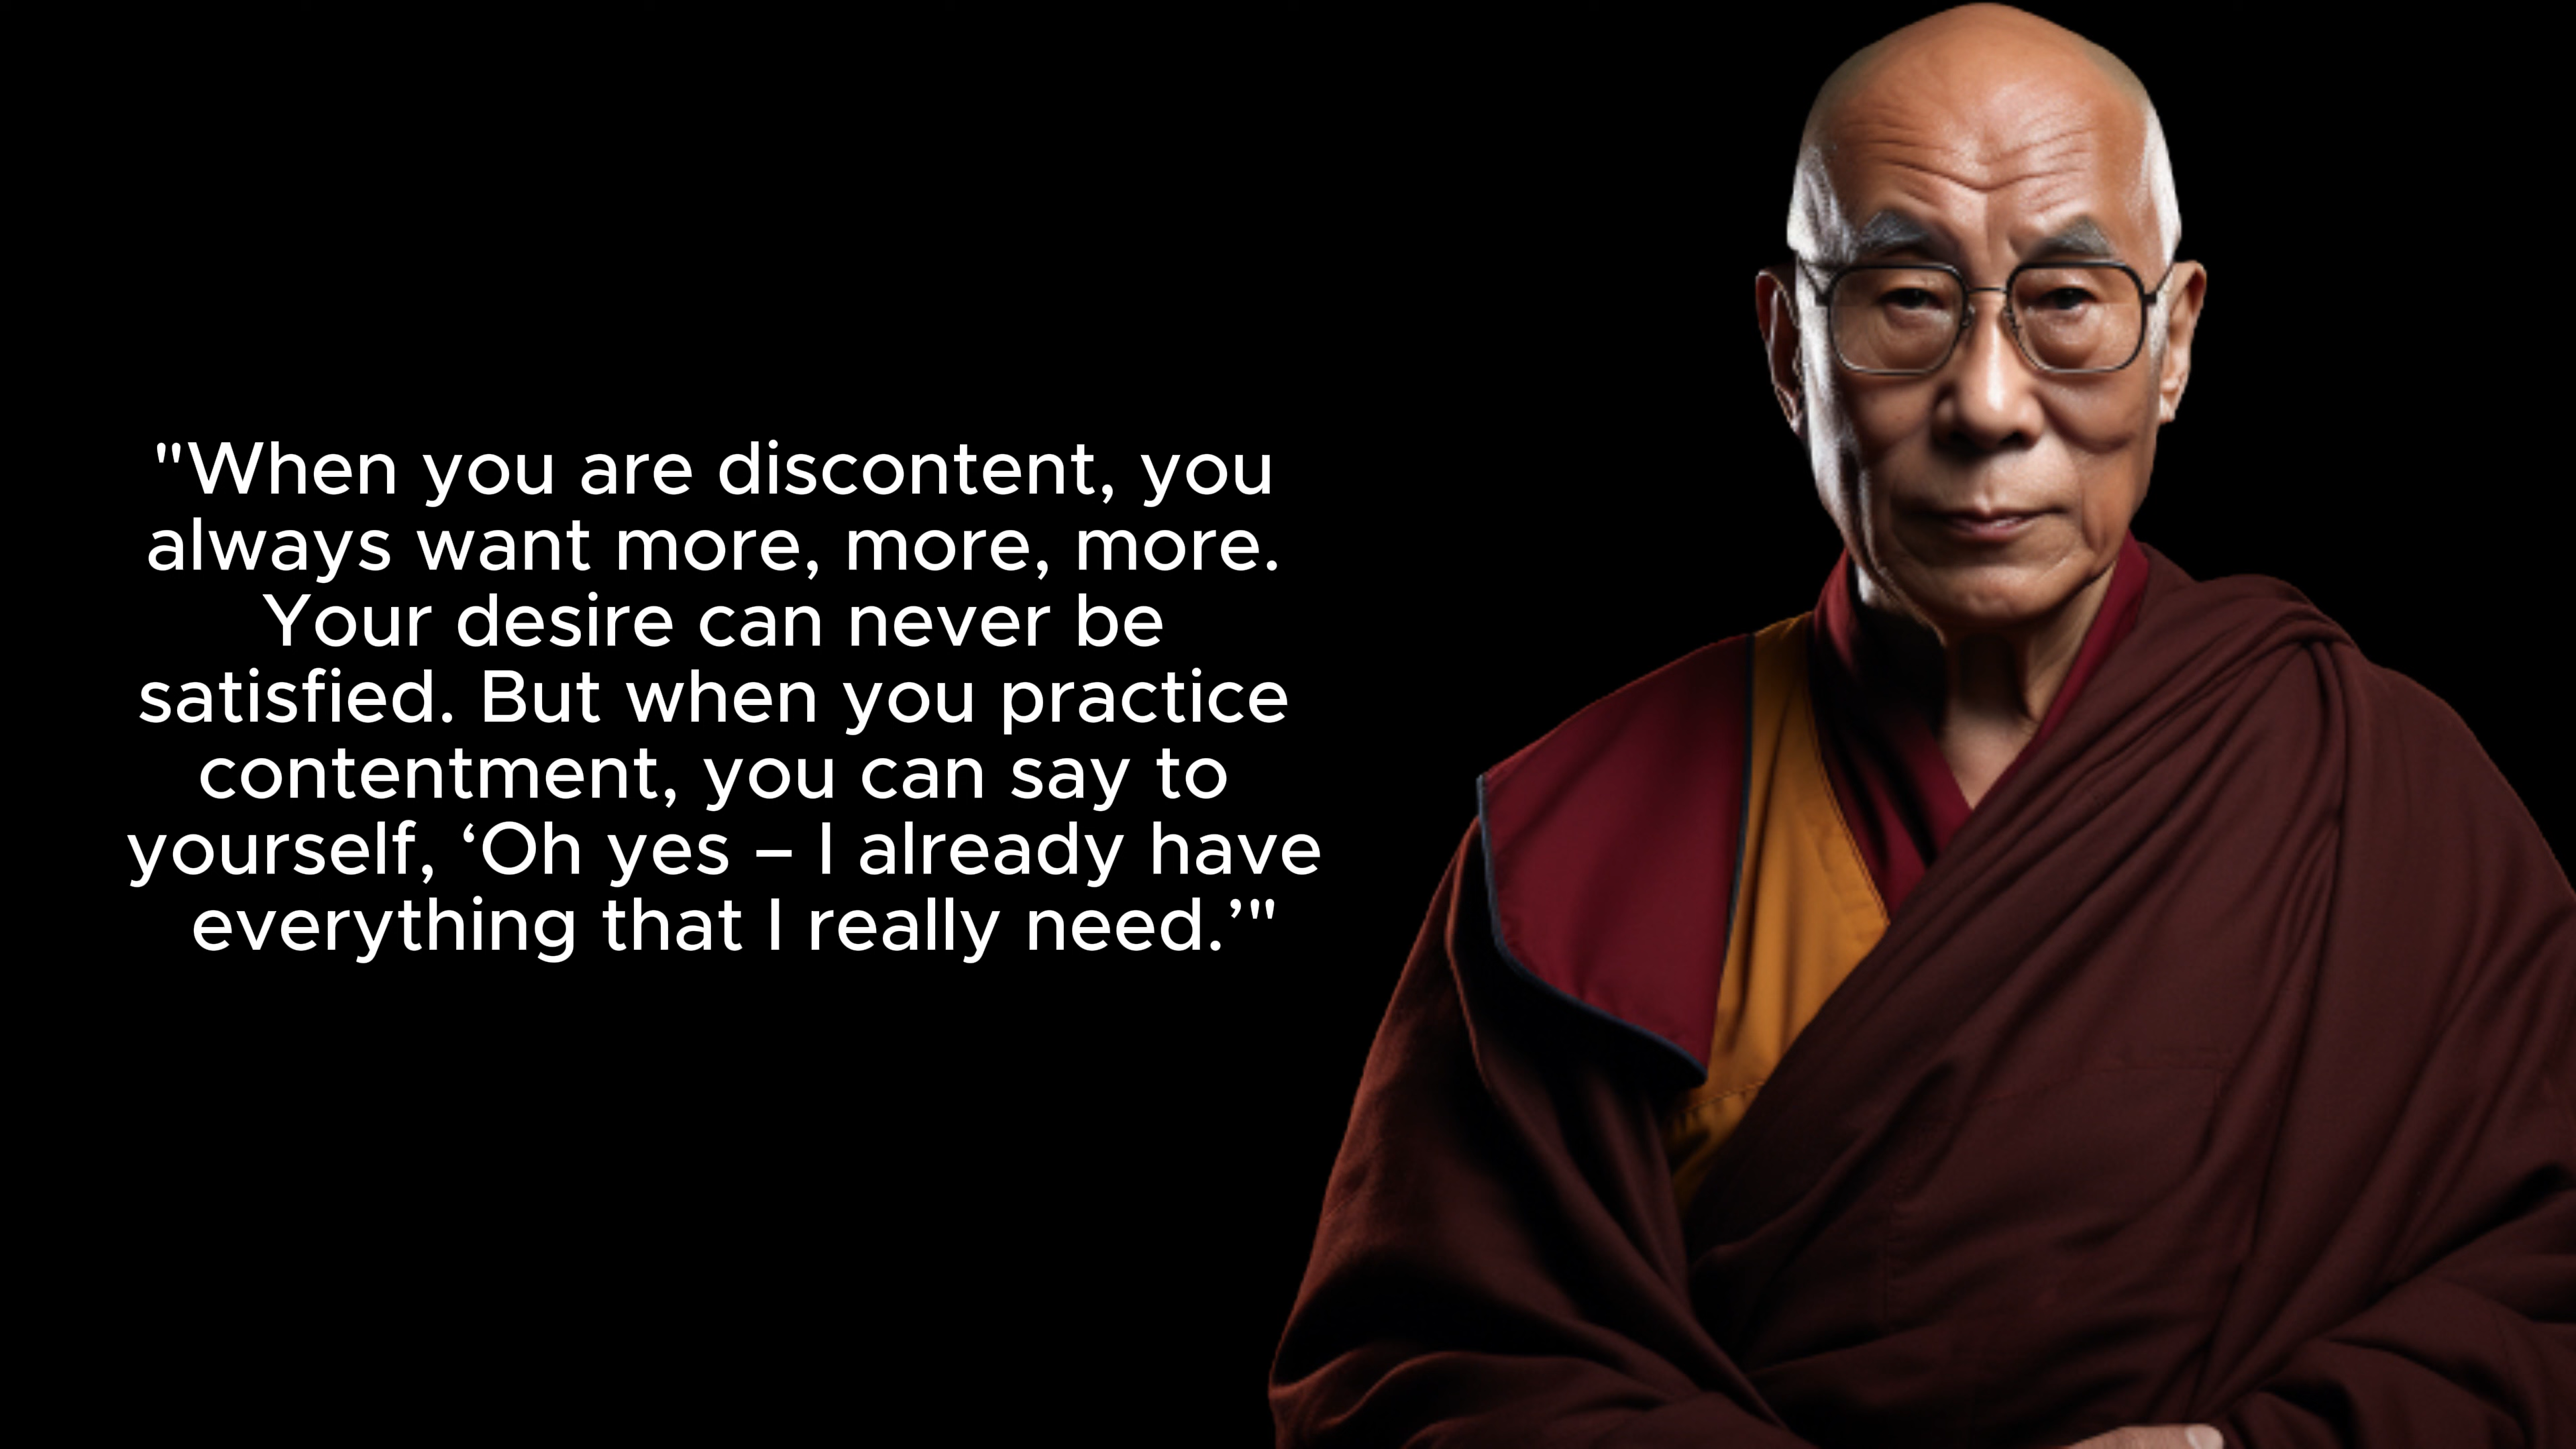 "When you are discontent, you
always want more, more, more.
Your desire can never be
satisfied. But when you practice
contentment, you can say to
yourself, ‘Oh yes – I already have
everything that I really need.’"